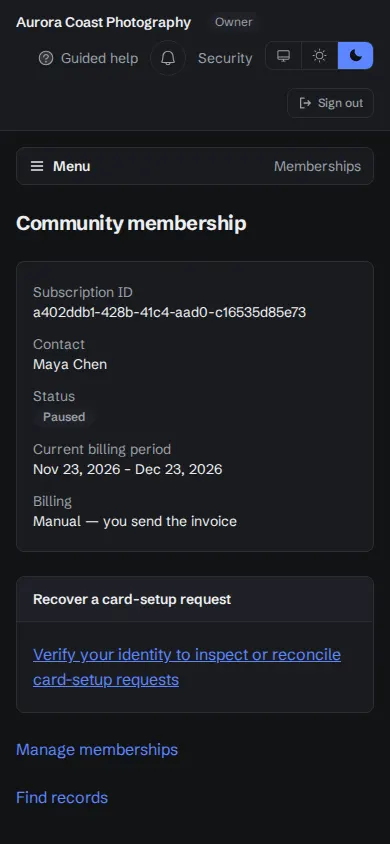 Aurora Coast Photography
Owner
Guided help
Security
Sign out
Menu
Memberships
Community membership
Subscription ID
a402ddb1-428b-41c4-aad0-c16535d85e73
Contact
Maya Chen
Status
Paused
Current billing period
Nov 23, 2026 – Dec 23, 2026
Billing
Manual — you send the invoice
Recover a card-setup request
Verify your identity to inspect or reconcile
card-setup requests
Manage memberships
Find records